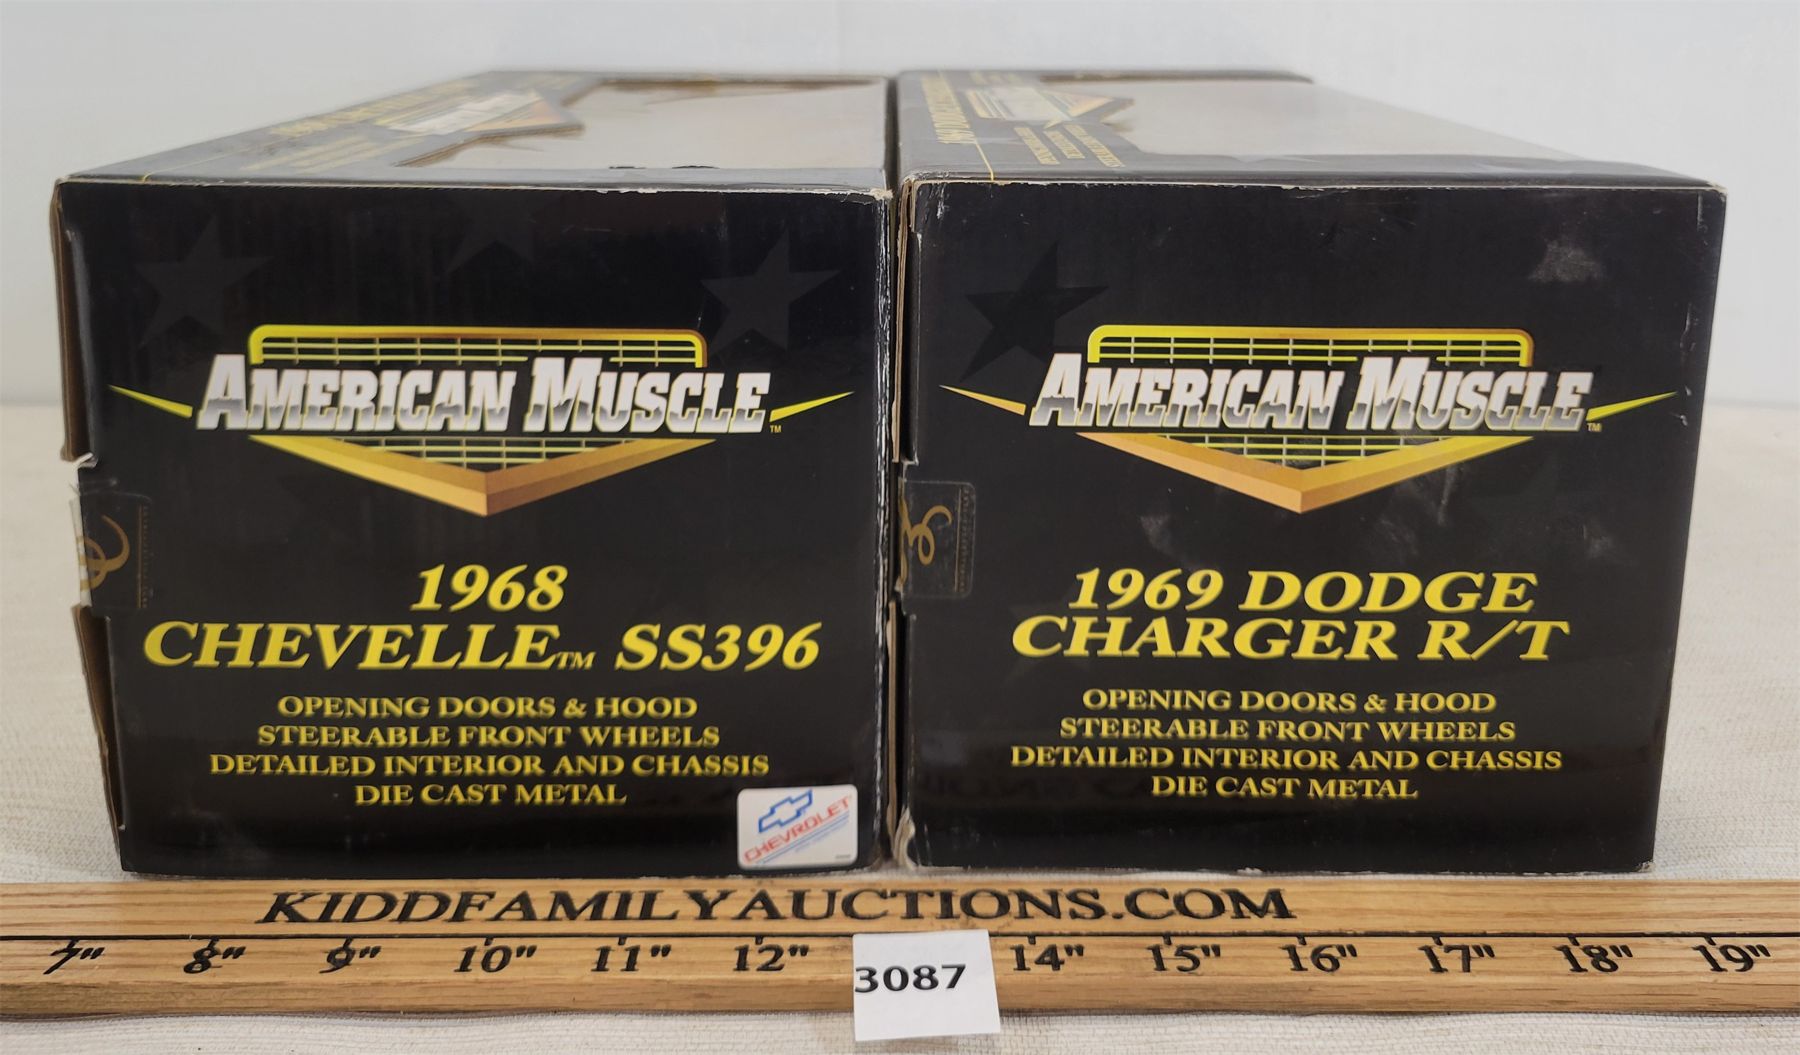 AMERICAN MUSCLE™
1968
CHEVELLE™ SS396
OPENING DOORS & HOOD
STEERABLE FRONT WHEELS
DETAILED INTERIOR AND CHASSIS
DIE CAST METAL
CHEVROLET
AMERICAN MUSCLE™
1969 DODGE
CHARGER R/T
OPENING DOORS & HOOD
STEERABLE FRONT WHEELS
DETAILED INTERIOR AND CHASSIS
DIE CAST METAL
KIDDFAMILYAUCTIONS.COM
7" 8" 9" 10" 11" 12" 14" 15" 16" 17" 18" 19"
3087